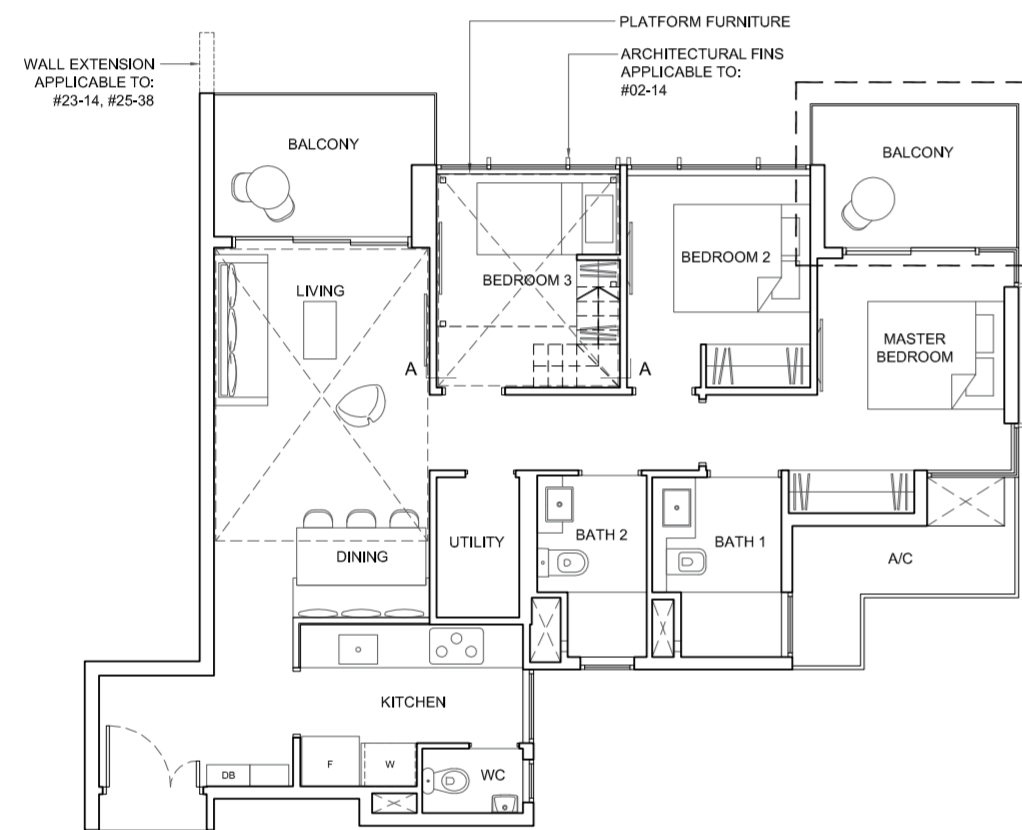 PLATFORM FURNITURE
WALL EXTENSION
APPLICABLE TO:
#23-14, #25-38
ARCHITECTURAL FINS
APPLICABLE TO:
#02-14
BALCONY
BALCONY
LIVING
BEDROOM 3
BEDROOM 2
MASTER
BEDROOM
A
A
DINING
UTILITY
BATH 2
BATH 1
A/C
KITCHEN
DB
F
W
WC